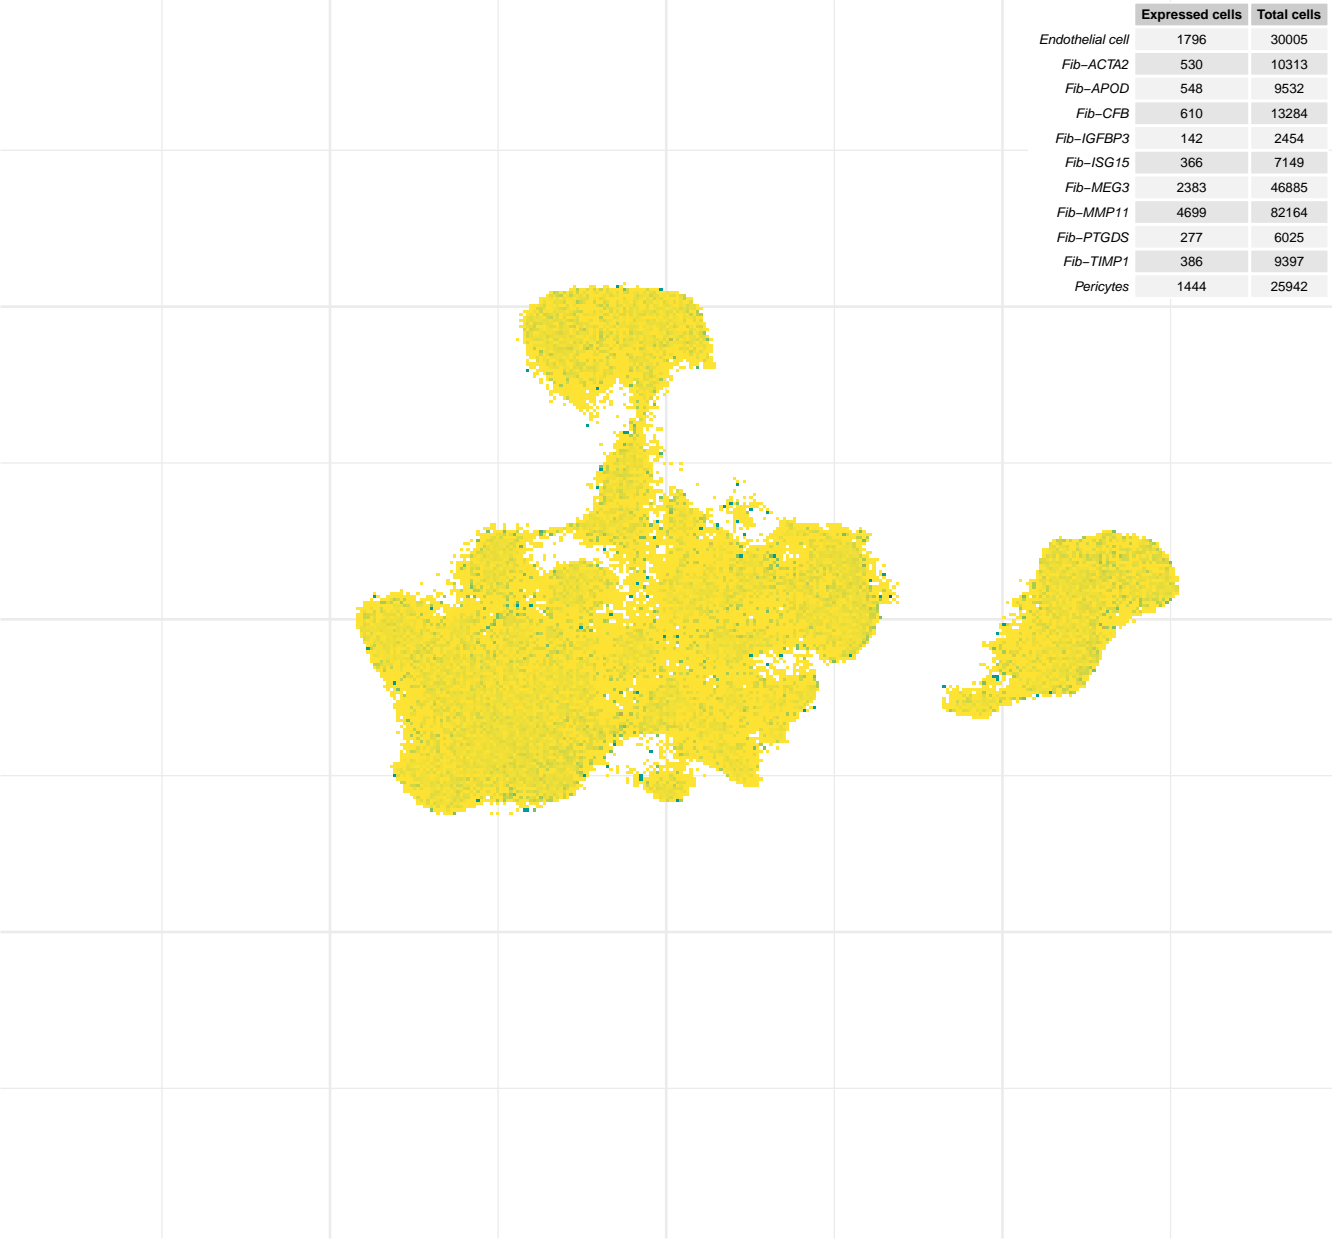 Expressed cells Total cells
Endothelial cell 1796 30005
Fib−ACTA2 530 10313
Fib−APOD 548 9532
Fib−CFB 610 13284
Fib−IGFBP3 142 2454
Fib−ISG15 366 7149
Fib−MEG3 2383 46885
Fib−MMP11 4699 82164
Fib−PTGDS 277 6025
Fib−TIMP1 386 9397
Pericytes 1444 25942